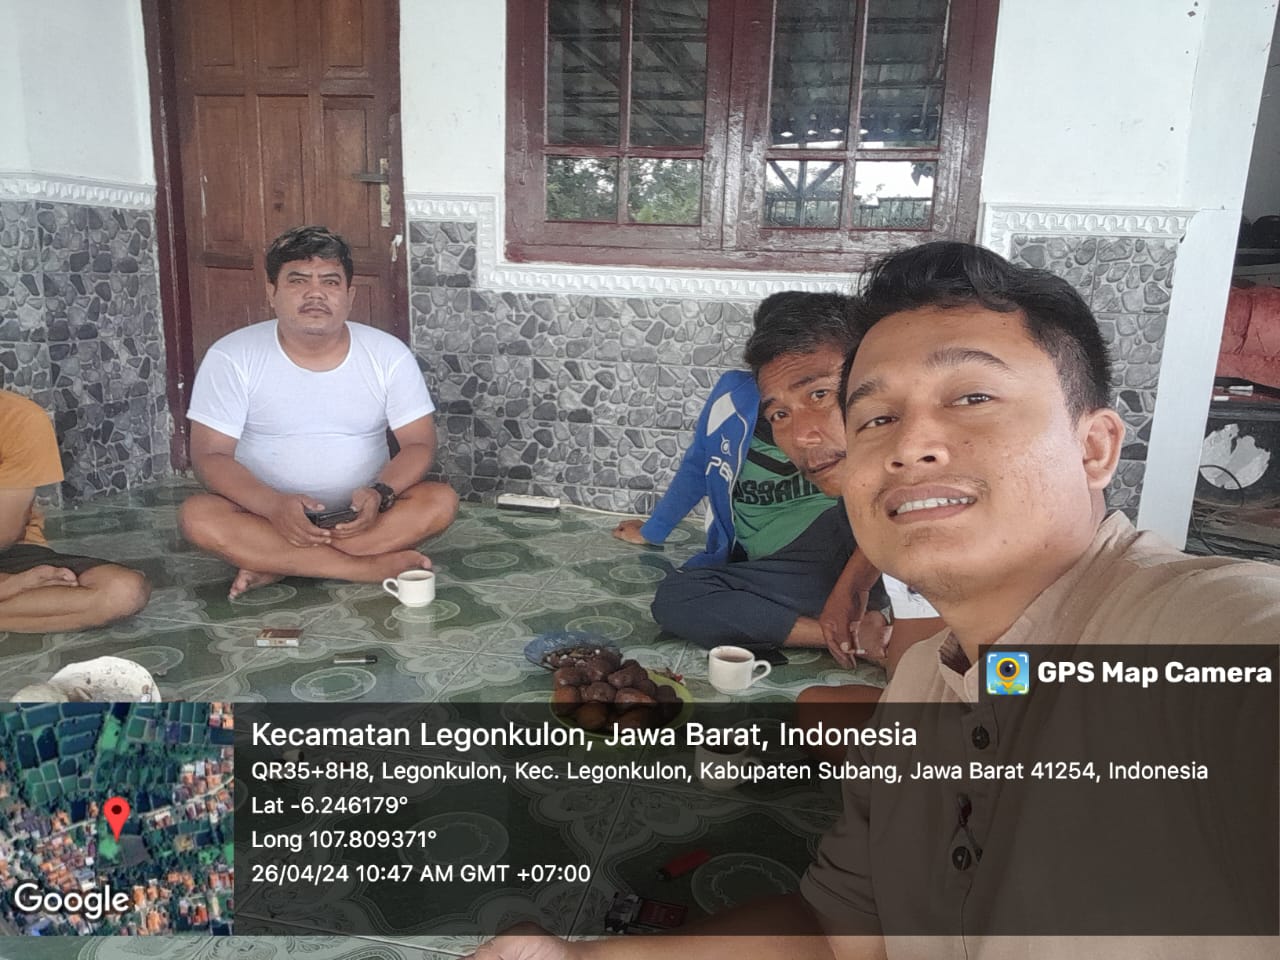 GPS Map Camera
Kecamatan Legonkulon, Jawa Barat, Indonesia
QR35+8H8, Legonkulon, Kec. Legonkulon, Kabupaten Subang, Jawa Barat 41254, Indonesia
Lat -6.246179°
Long 107.809371°
26/04/24 10:47 AM GMT +07:00
Google